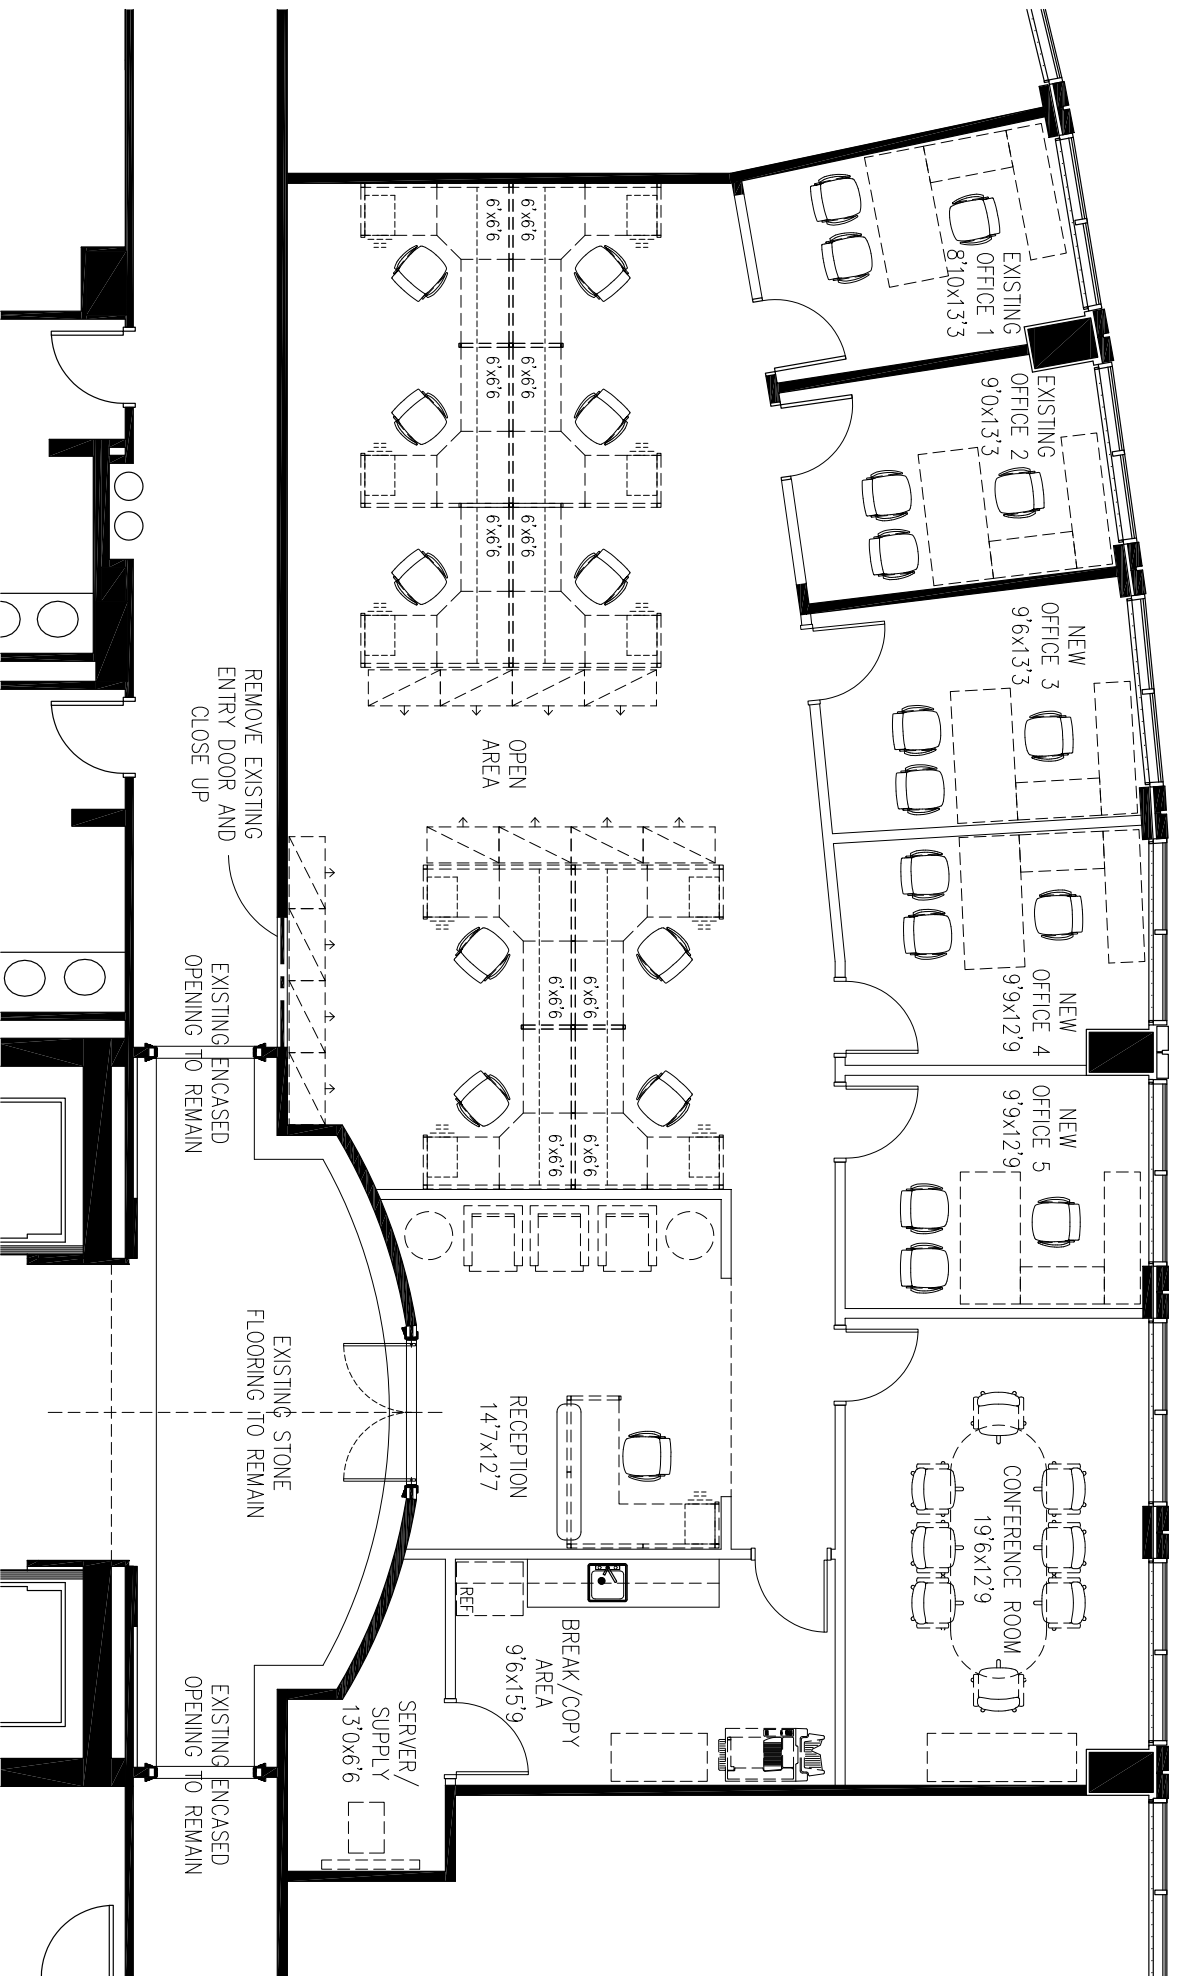 EXISTING
OFFICE 1
8'10x13'3
EXISTING
OFFICE 2
9'0x13'3
NEW
OFFICE 3
9'6x13'3
NEW
OFFICE 4
9'9x12'9
NEW
OFFICE 5
9'9x12'9
CONFERENCE ROOM
19'6x12'9
6'x6'6
6'x6'6
6'x6'6
6'x6'6
6'x6'6
6'x6'6
OPEN
AREA
6'x6'6
6'x6'6
6'x6'6
6'x6'6
RECEPTION
14'7x12'7
REF
BREAK/COPY
AREA
9'6x15'9
SERVER/
SUPPLY
13'0x6'6
REMOVE EXISTING
ENTRY DOOR AND
CLOSE UP
EXISTING ENCASED
OPENING TO REMAIN
EXISTING STONE
FLOORING TO REMAIN
EXISTING ENCASED
OPENING TO REMAIN